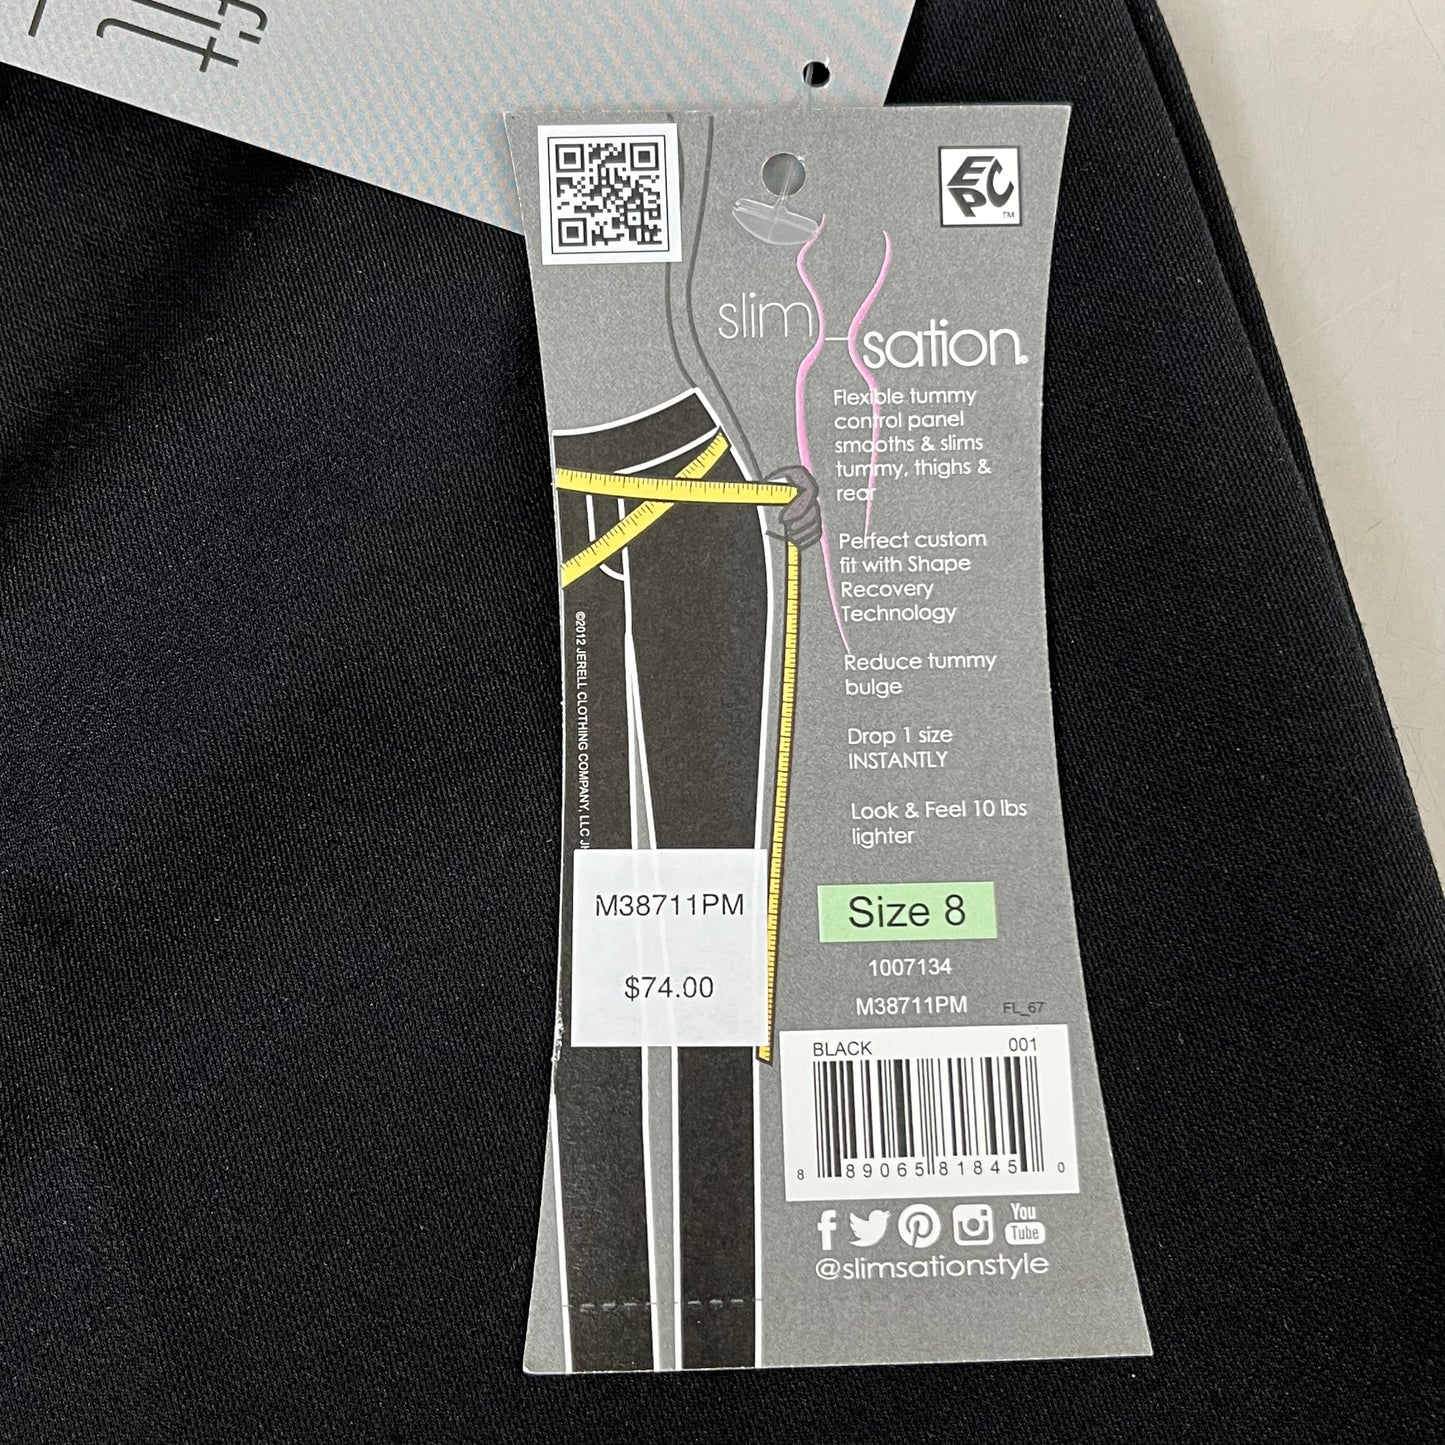 EPC
TM
slim
sation®
Flexible tummy
control panel
smooths & slims
tummy, thighs &
rear
Perfect custom
fit with Shape
Recovery
Technology
Reduce tummy
bulge
Drop 1 size
INSTANTLY
Look & Feel 10 lbs
lighter
©2012 JERELL CLOTHING COMPANY, LLC
M38711PM
$74.00
Size 8
1007134
M38711PM
FL_67
BLACK 001
8 89065 81845 0
f You
Tube
@slimsationstyle